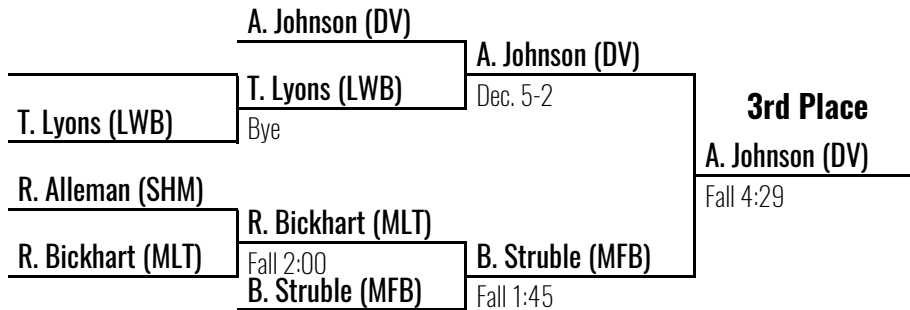 A. Johnson (DV)
A. Johnson (DV)
T. Lyons (LWB)
Dec. 5-2
3rd Place
T. Lyons (LWB)
Bye
A. Johnson (DV)
R. Alleman (SHM)
Fall 4:29
R. Bickhart (MLT)
R. Bickhart (MLT)
Fall 2:00
B. Struble (MFB)
B. Struble (MFB)
Fall 1:45